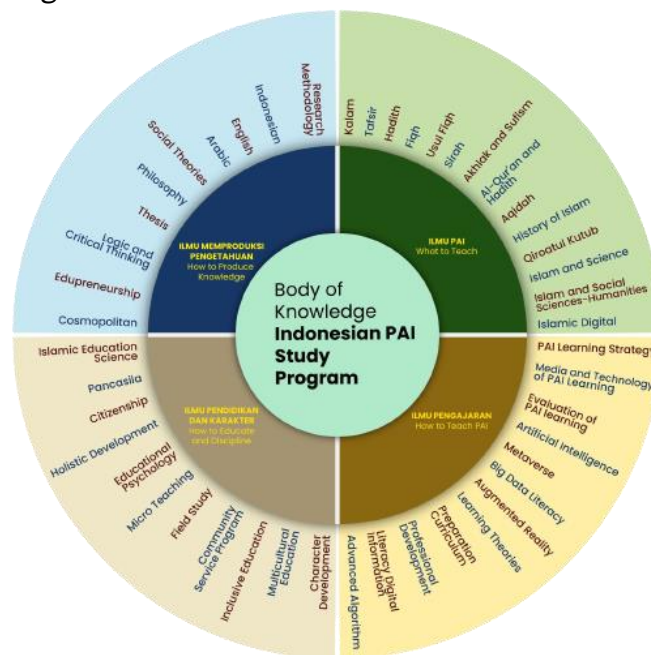 Body of
Knowledge
Indonesian PAI
Study
Program
ILMU MEMPRODUKSI
PENGETAHUAN
How to Produce
Knowledge
Cosmopolitan
Edupreneurship
Logic and
Critical Thinking
Thesis
Philosophy
Social Theories
Arabic
English
Indonesian
Research
Methodology
ILMU PAI
What to Teach
Kalam
Tafsir
Hadith
Fiqh
Usul Fiqh
Sirah
Akhlak and Sufism
Al-Qur'an and
Hadith
Aqidah
History of Islam
Qiroatul Kutub
Islam and Science
Islam and Social
Sciences-Humanities
Islamic Digital
ILMU PENGAJARAN
How to Teach PAI
PAI Learning Strategy
Media and Technology
of PAI Learning
Evaluation of
PAI learning
Artificial Intelligence
Metaverse
Big Data Literacy
Augmented Reality
Learning Theories
Preparation
Curriculum
Professional
Development
Literacy Digital
Information
Advanced Algorithm
ILMU PENDIDIKAN
DAN KARAKTER
How to Educate
and Discipline
Islamic Education
Science
Pancasila
Citizenship
Holistic Development
Educational
Psychology
Micro Teaching
Field Study
Community
Service Program
Inclusive Education
Multicultural
Education
Character
Development